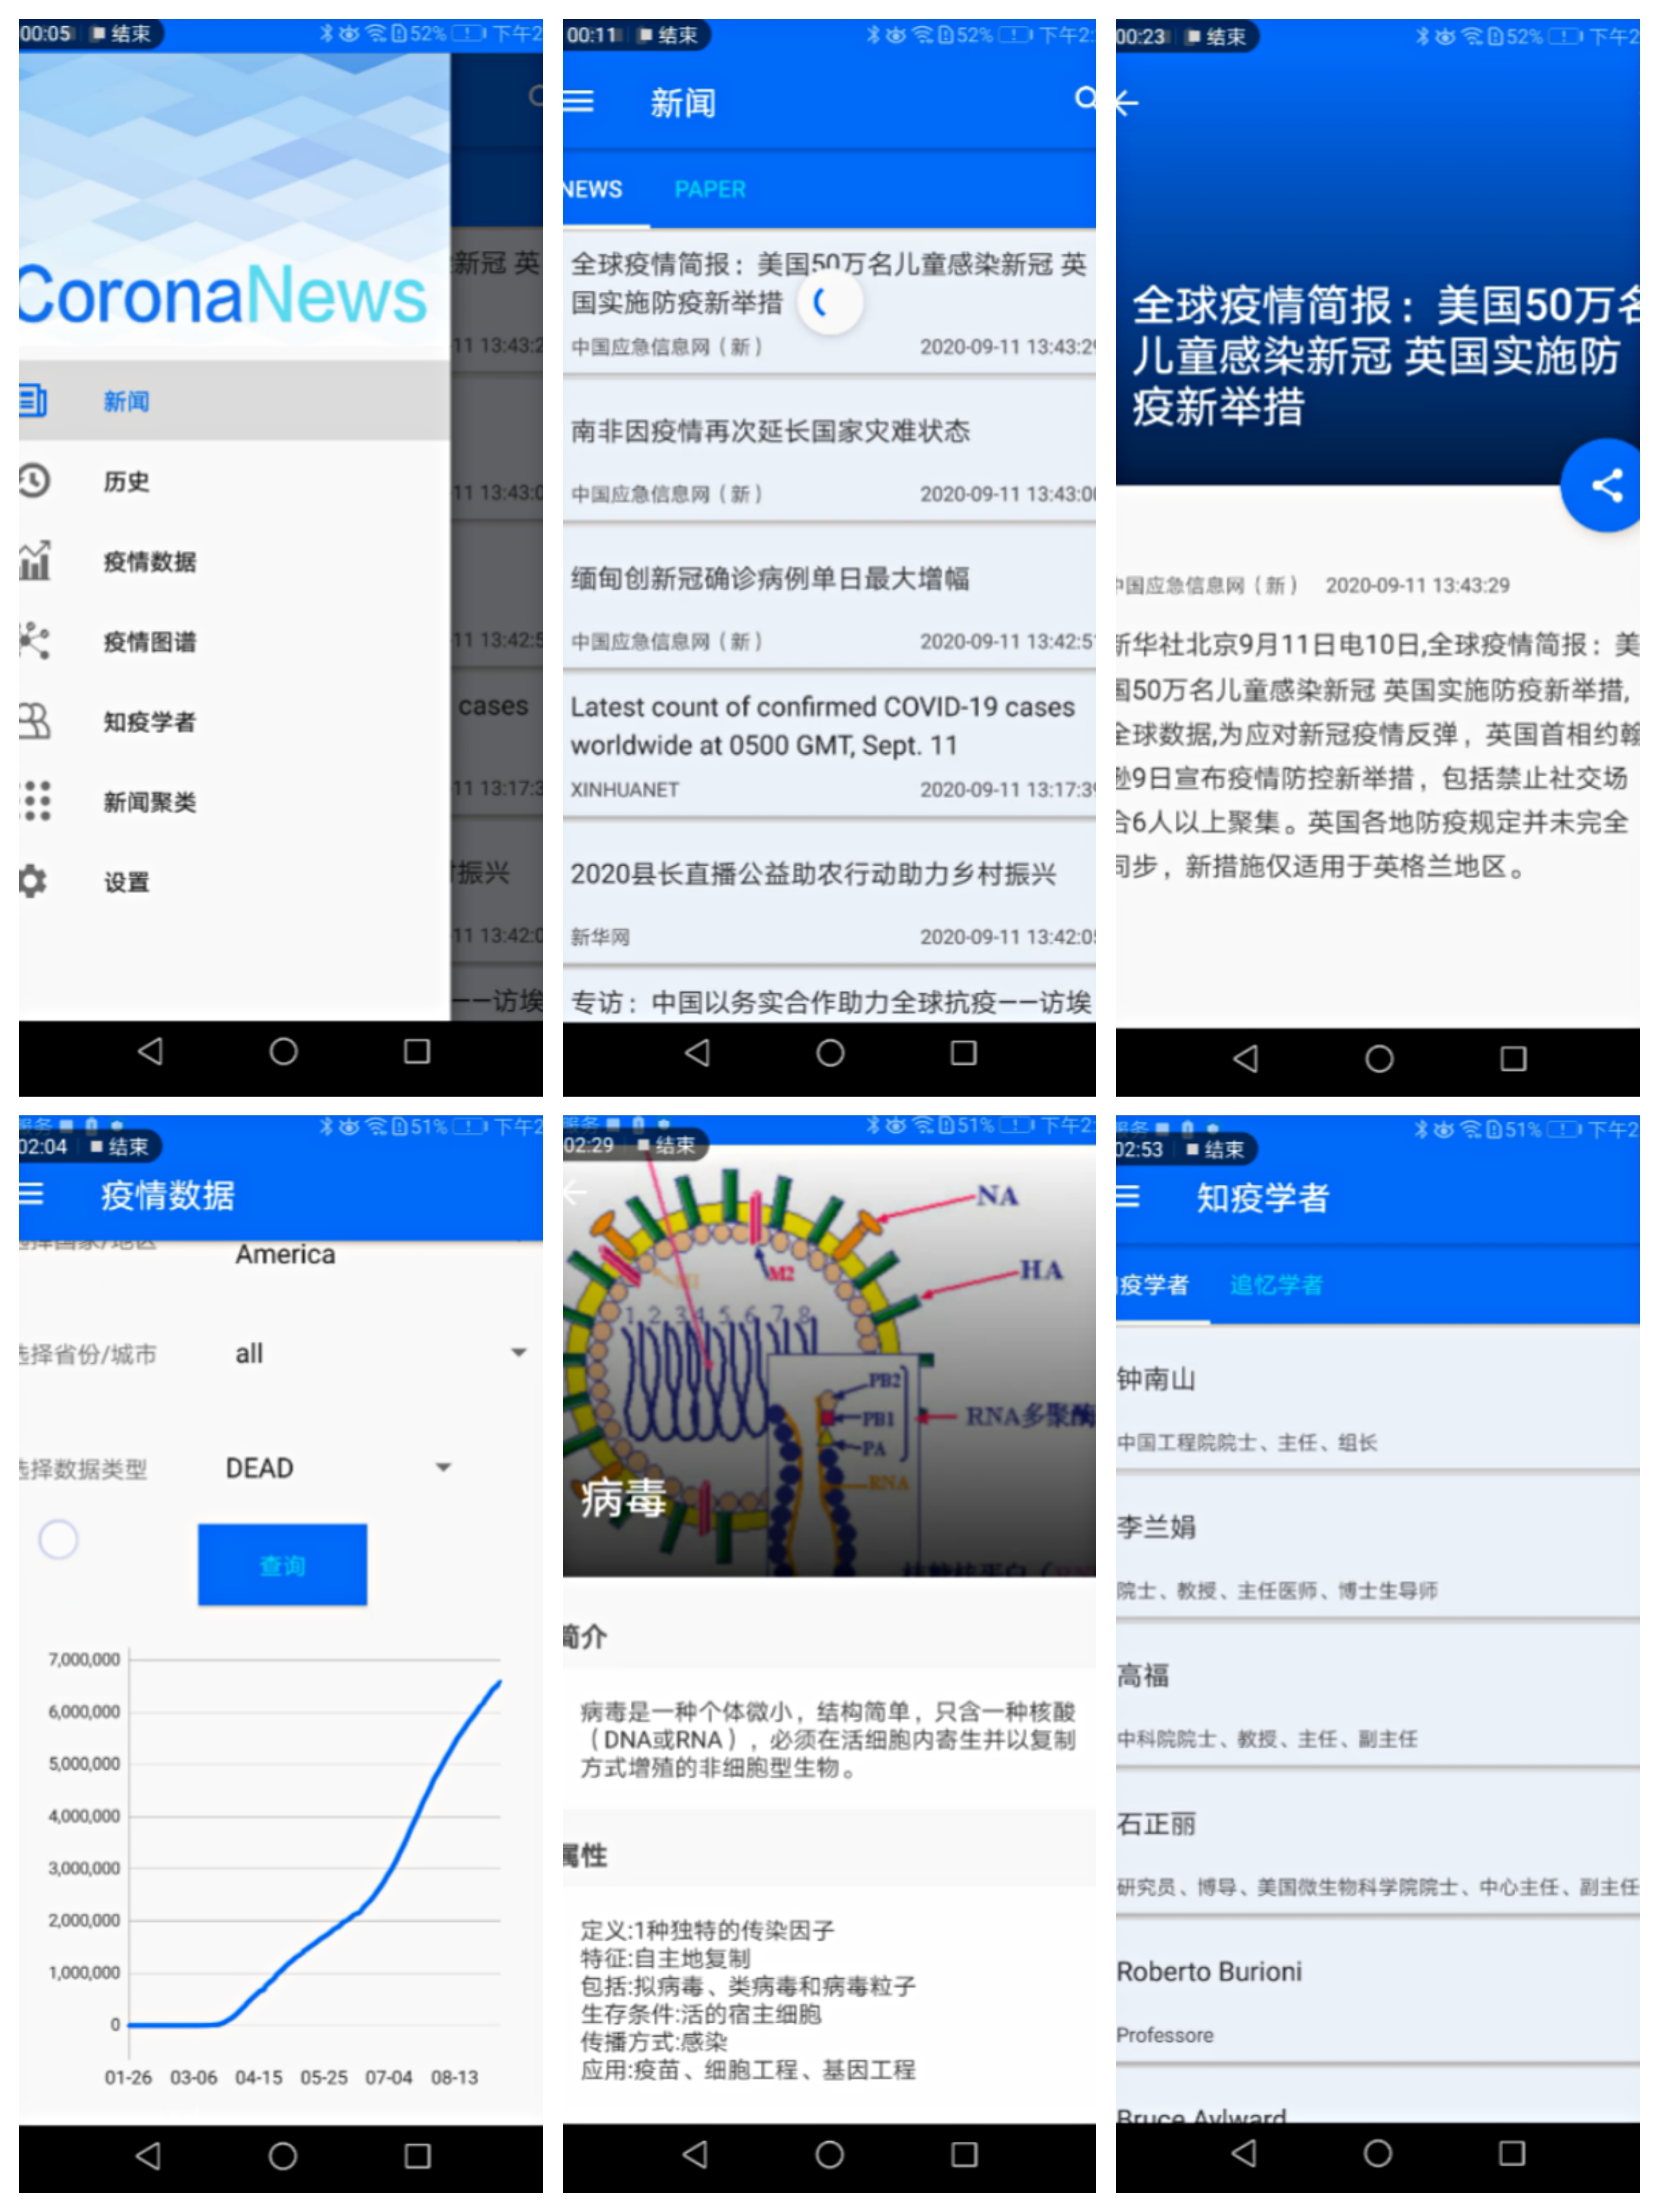 00:05 结束 52% 下午2
CoronaNews
新闻
历史
疫情数据
疫情图谱
知疫学者
新闻聚类
设置
新冠 英
11 13:43:2
11 13:43:0
11 13:42:5
cases
11 13:17:3
振兴
11 13:42:0
——访埃
00:11 结束 52% 下午2:
新闻
NEWS PAPER
全球疫情简报：美国50万名儿童感染新冠 英
国实施防疫新举措
中国应急信息网（新） 2020-09-11 13:43:29
南非因疫情再次延长国家灾难状态
中国应急信息网（新） 2020-09-11 13:43:00
缅甸创新冠确诊病例单日最大增幅
中国应急信息网（新） 2020-09-11 13:42:5
Latest count of confirmed COVID-19 cases
worldwide at 0500 GMT, Sept. 11
XINHUANET 2020-09-11 13:17:39
2020县长直播公益助农行动助力乡村振兴
新华网 2020-09-11 13:42:05
专访：中国以务实合作助力全球抗疫——访埃
00:23 结束 52% 下午2
全球疫情简报：美国50万名
儿童感染新冠 英国实施防
疫新举措
中国应急信息网（新） 2020-09-11 13:43:29
新华社北京9月11日电10日,全球疫情简报：美
国50万名儿童感染新冠 英国实施防疫新举措,
全球数据,为应对新冠疫情反弹，英国首相约翰
逊9日宣布疫情防控新举措，包括禁止社交场
合6人以上聚集。英国各地防疫规定并未完全
同步，新措施仅适用于英格兰地区。
服务 51% 下午2
02:04 结束
疫情数据
选择国家/地区 America
选择省份/城市 all
选择数据类型 DEAD
查询
7,000,000
6,000,000
5,000,000
4,000,000
3,000,000
2,000,000
1,000,000
0
01-26 03-06 04-15 05-25 07-04 08-13
服务 51% 下午2:
02:29 结束
NA
HA
M1 M2
1 2 3 4 5 6 7 8
PB2
PB1
PA
RNA多聚酶
RNA
病毒
简介
病毒是一种个体微小，结构简单，只含一种核酸
（DNA或RNA），必须在活细胞内寄生并以复制
方式增殖的非细胞型生物。
属性
定义:1种独特的传染因子
特征:自主地复制
包括:拟病毒、类病毒和病毒粒子
生存条件:活的宿主细胞
传播方式:感染
应用:疫苗、细胞工程、基因工程
服务 51% 下午2
02:53 结束
知疫学者
知疫学者 追忆学者
钟南山
中国工程院院士、主任、组长
李兰娟
院士、教授、主任医师、博士生导师
高福
中科院院士、教授、主任、副主任
石正丽
研究员、博导、美国微生物科学院院士、中心主任、副主任
Roberto Burioni
Professore
Bruce Aylward